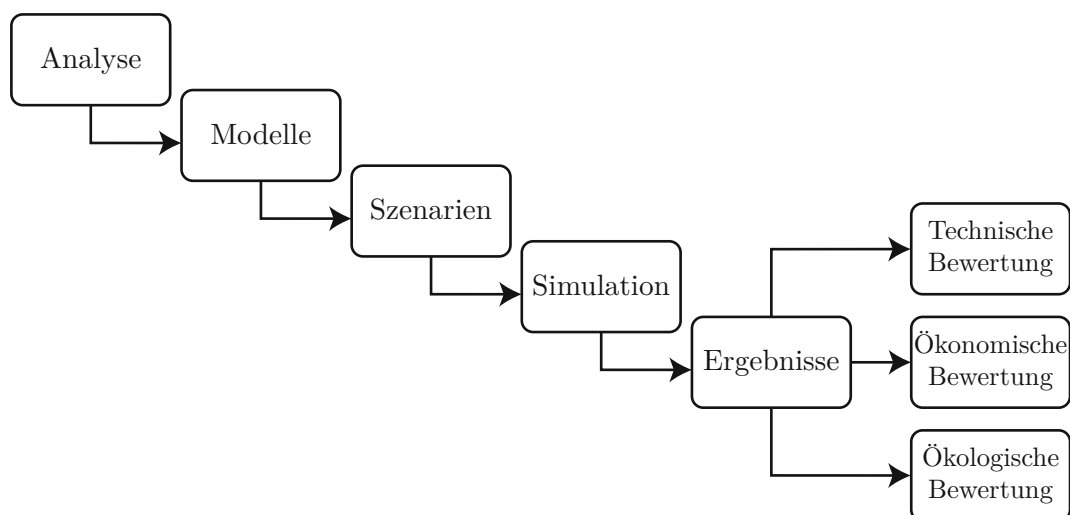 Analyse
Modelle
Szenarien
Simulation
Ergebnisse
Technische
Bewertung
Ökonomische
Bewertung
Ökologische
Bewertung